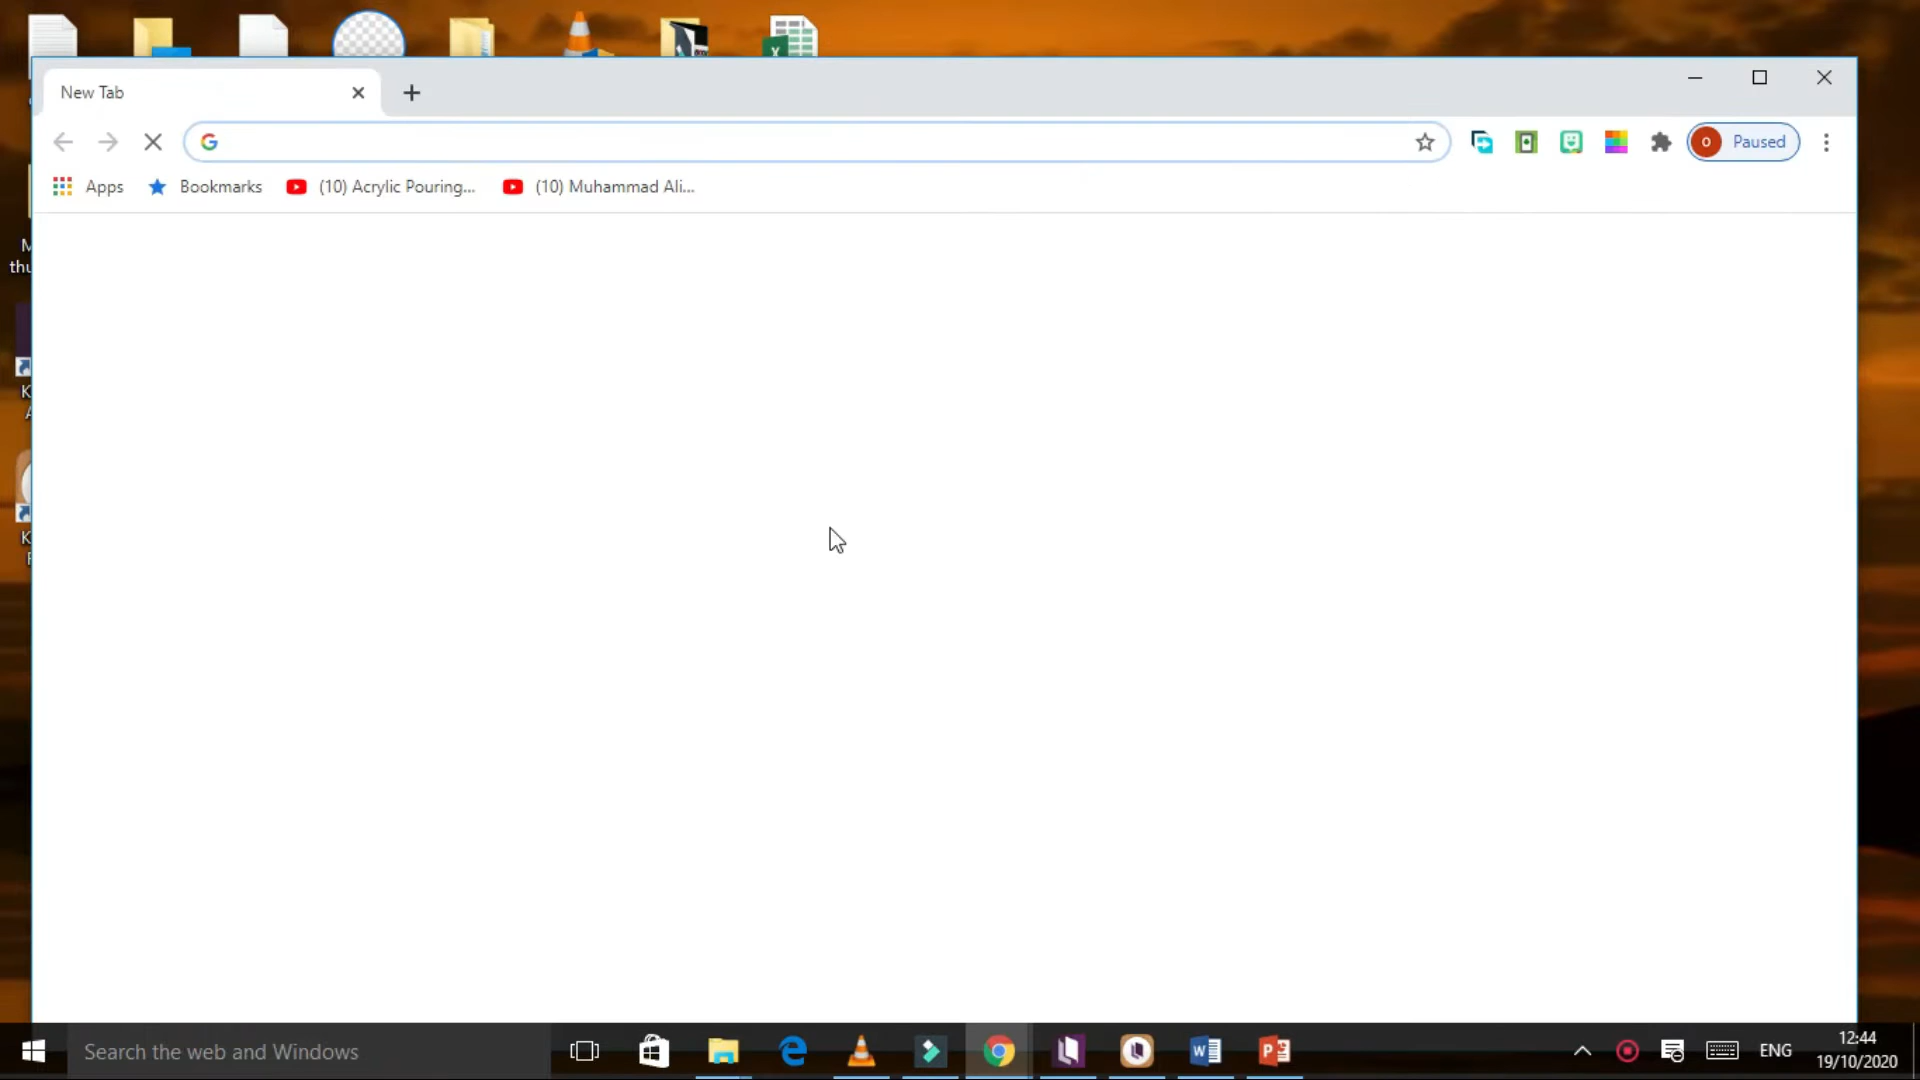 New Tab
Paused
Apps
Bookmarks
(10) Acrylic Pouring...
(10) Muhammad Ali...
Search the web and Windows
ENG
12:44
19/10/2020